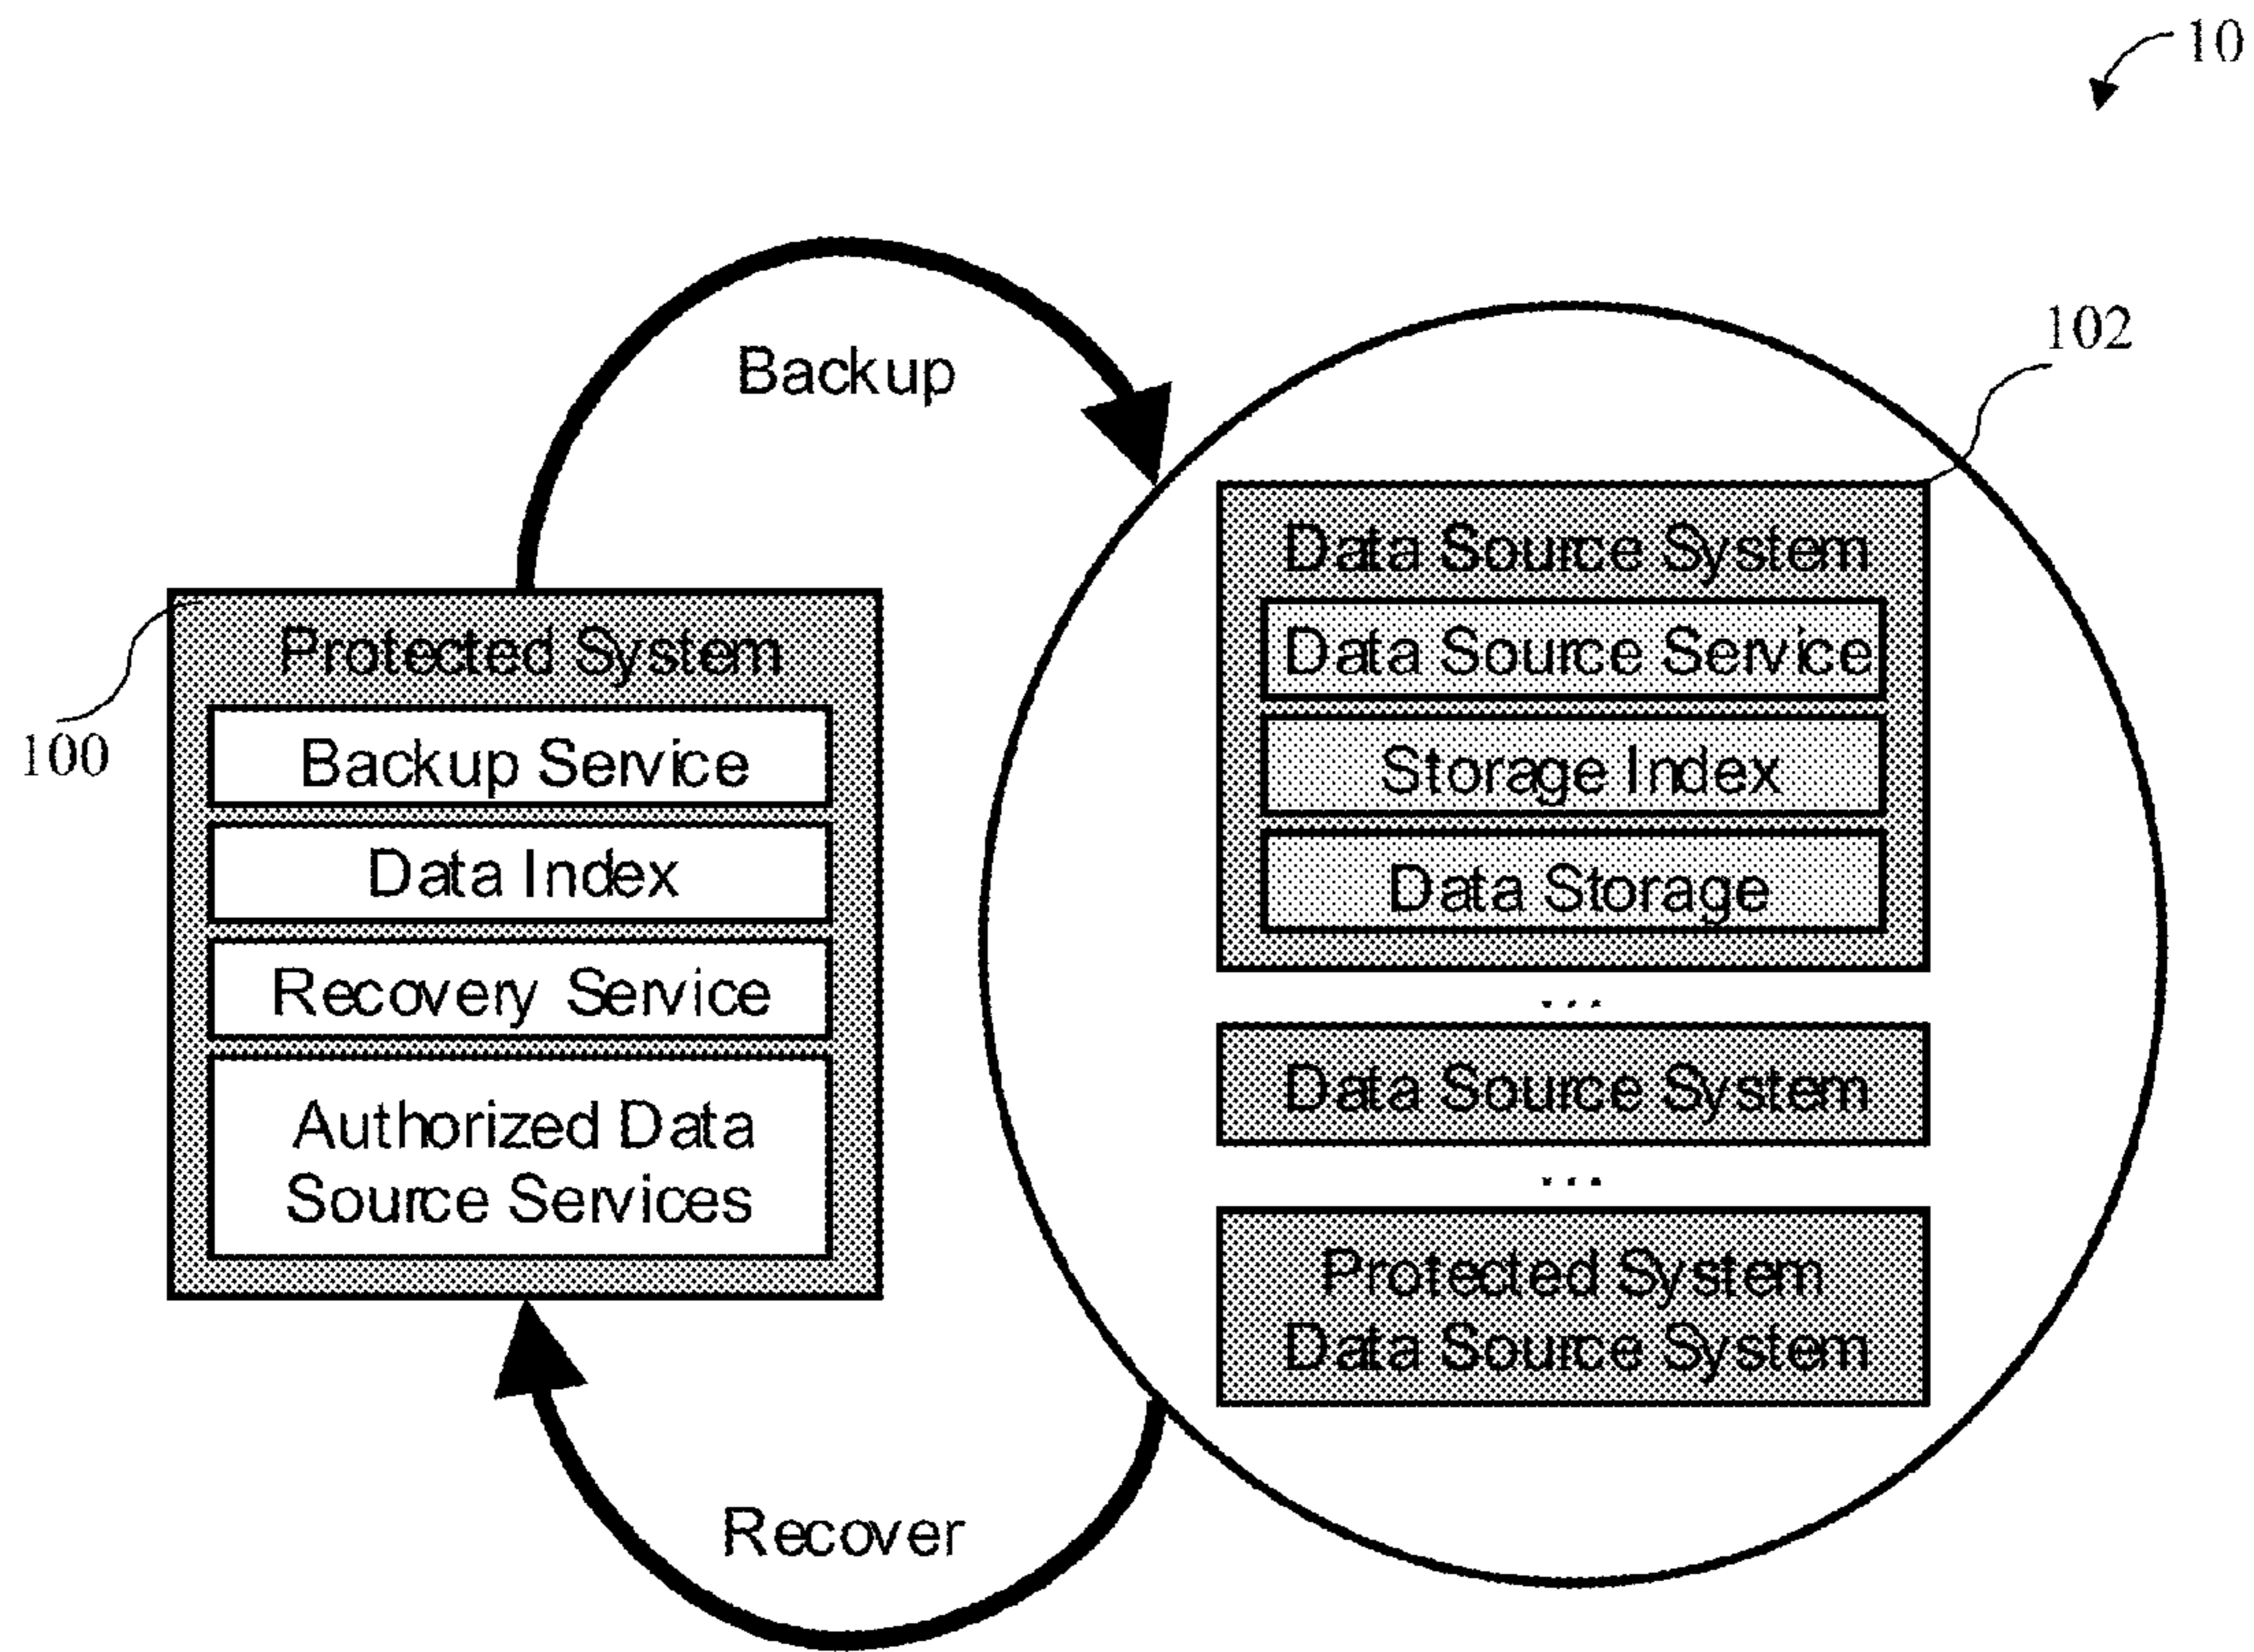 10
Backup
102
Data Source System
Data Source Service
Storage Index
Data Storage
...
Data Source System
...
Protected System
Data Source System
100
Protected System
Backup Service
Data Index
Recovery Service
Authorized Data
Source Services
Recover